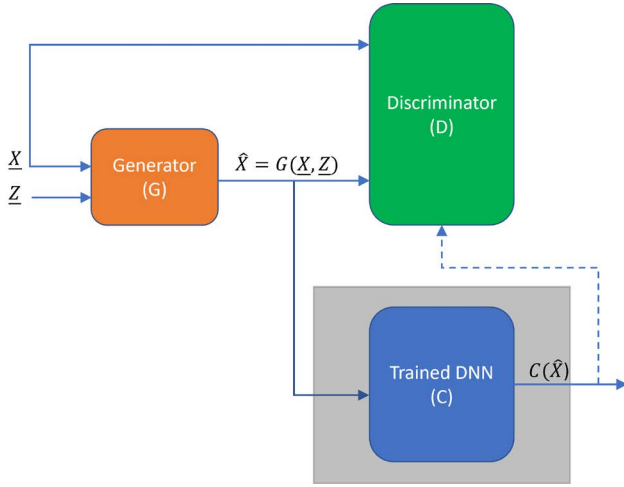 Discriminator
(D)
X
Z
Generator
(G)
X̂ = G(X, Z)
Trained DNN
(C)
C(X̂)